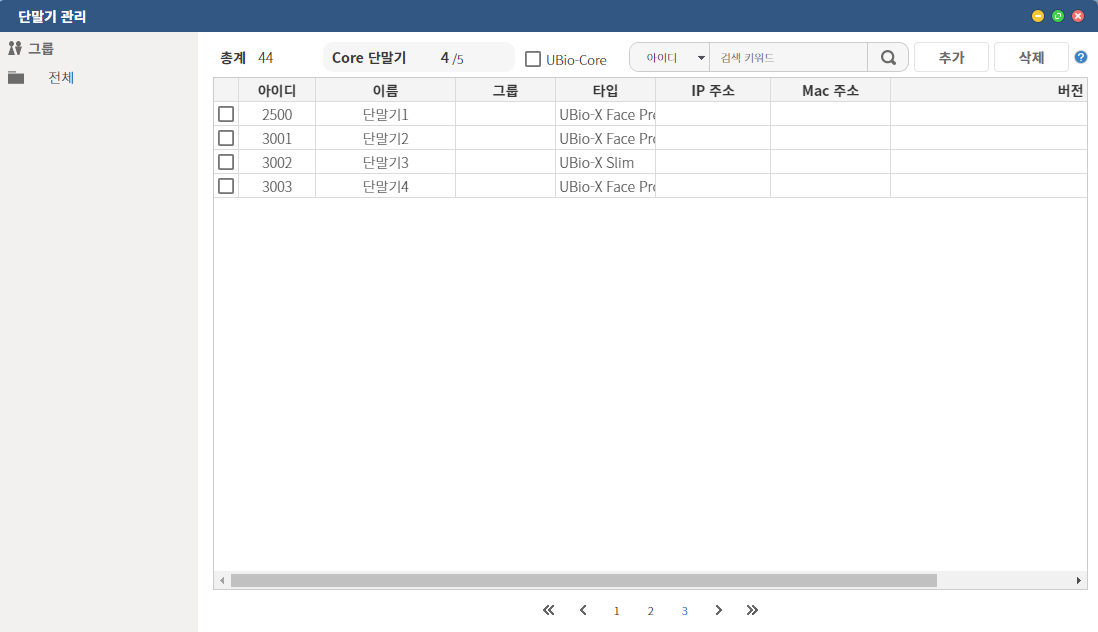 단말기 관리
그룹
전체
총계 44 Core 단말기 4 /5 UBio-Core 아이디 검색 키워드 추가 삭제 ?
아이디 이름 그룹 타입 IP 주소 Mac 주소 버전
2500 단말기1 UBio-X Face Pro
3001 단말기2 UBio-X Face Pro
3002 단말기3 UBio-X Slim
3003 단말기4 UBio-X Face Pro
1 2 3